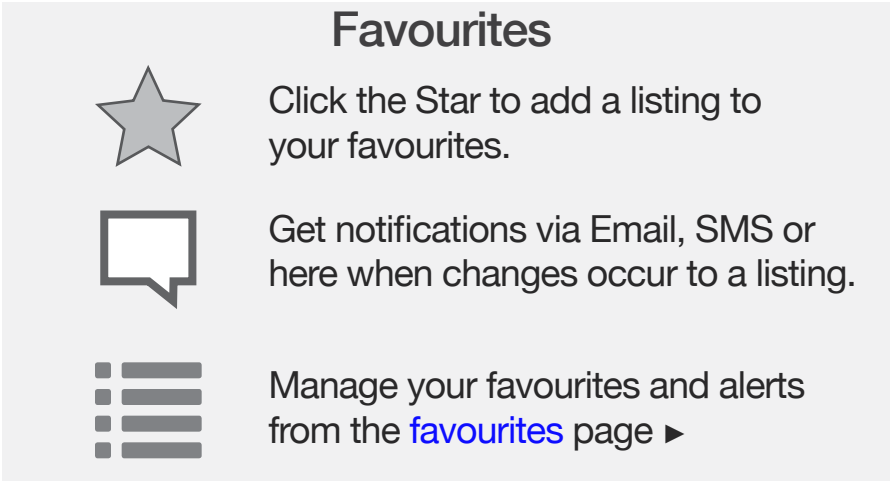 Favourites
Click the Star to add a listing to
your favourites.
Get notifications via Email, SMS or
here when changes occur to a listing.
Manage your favourites and alerts
from the favourites page ►